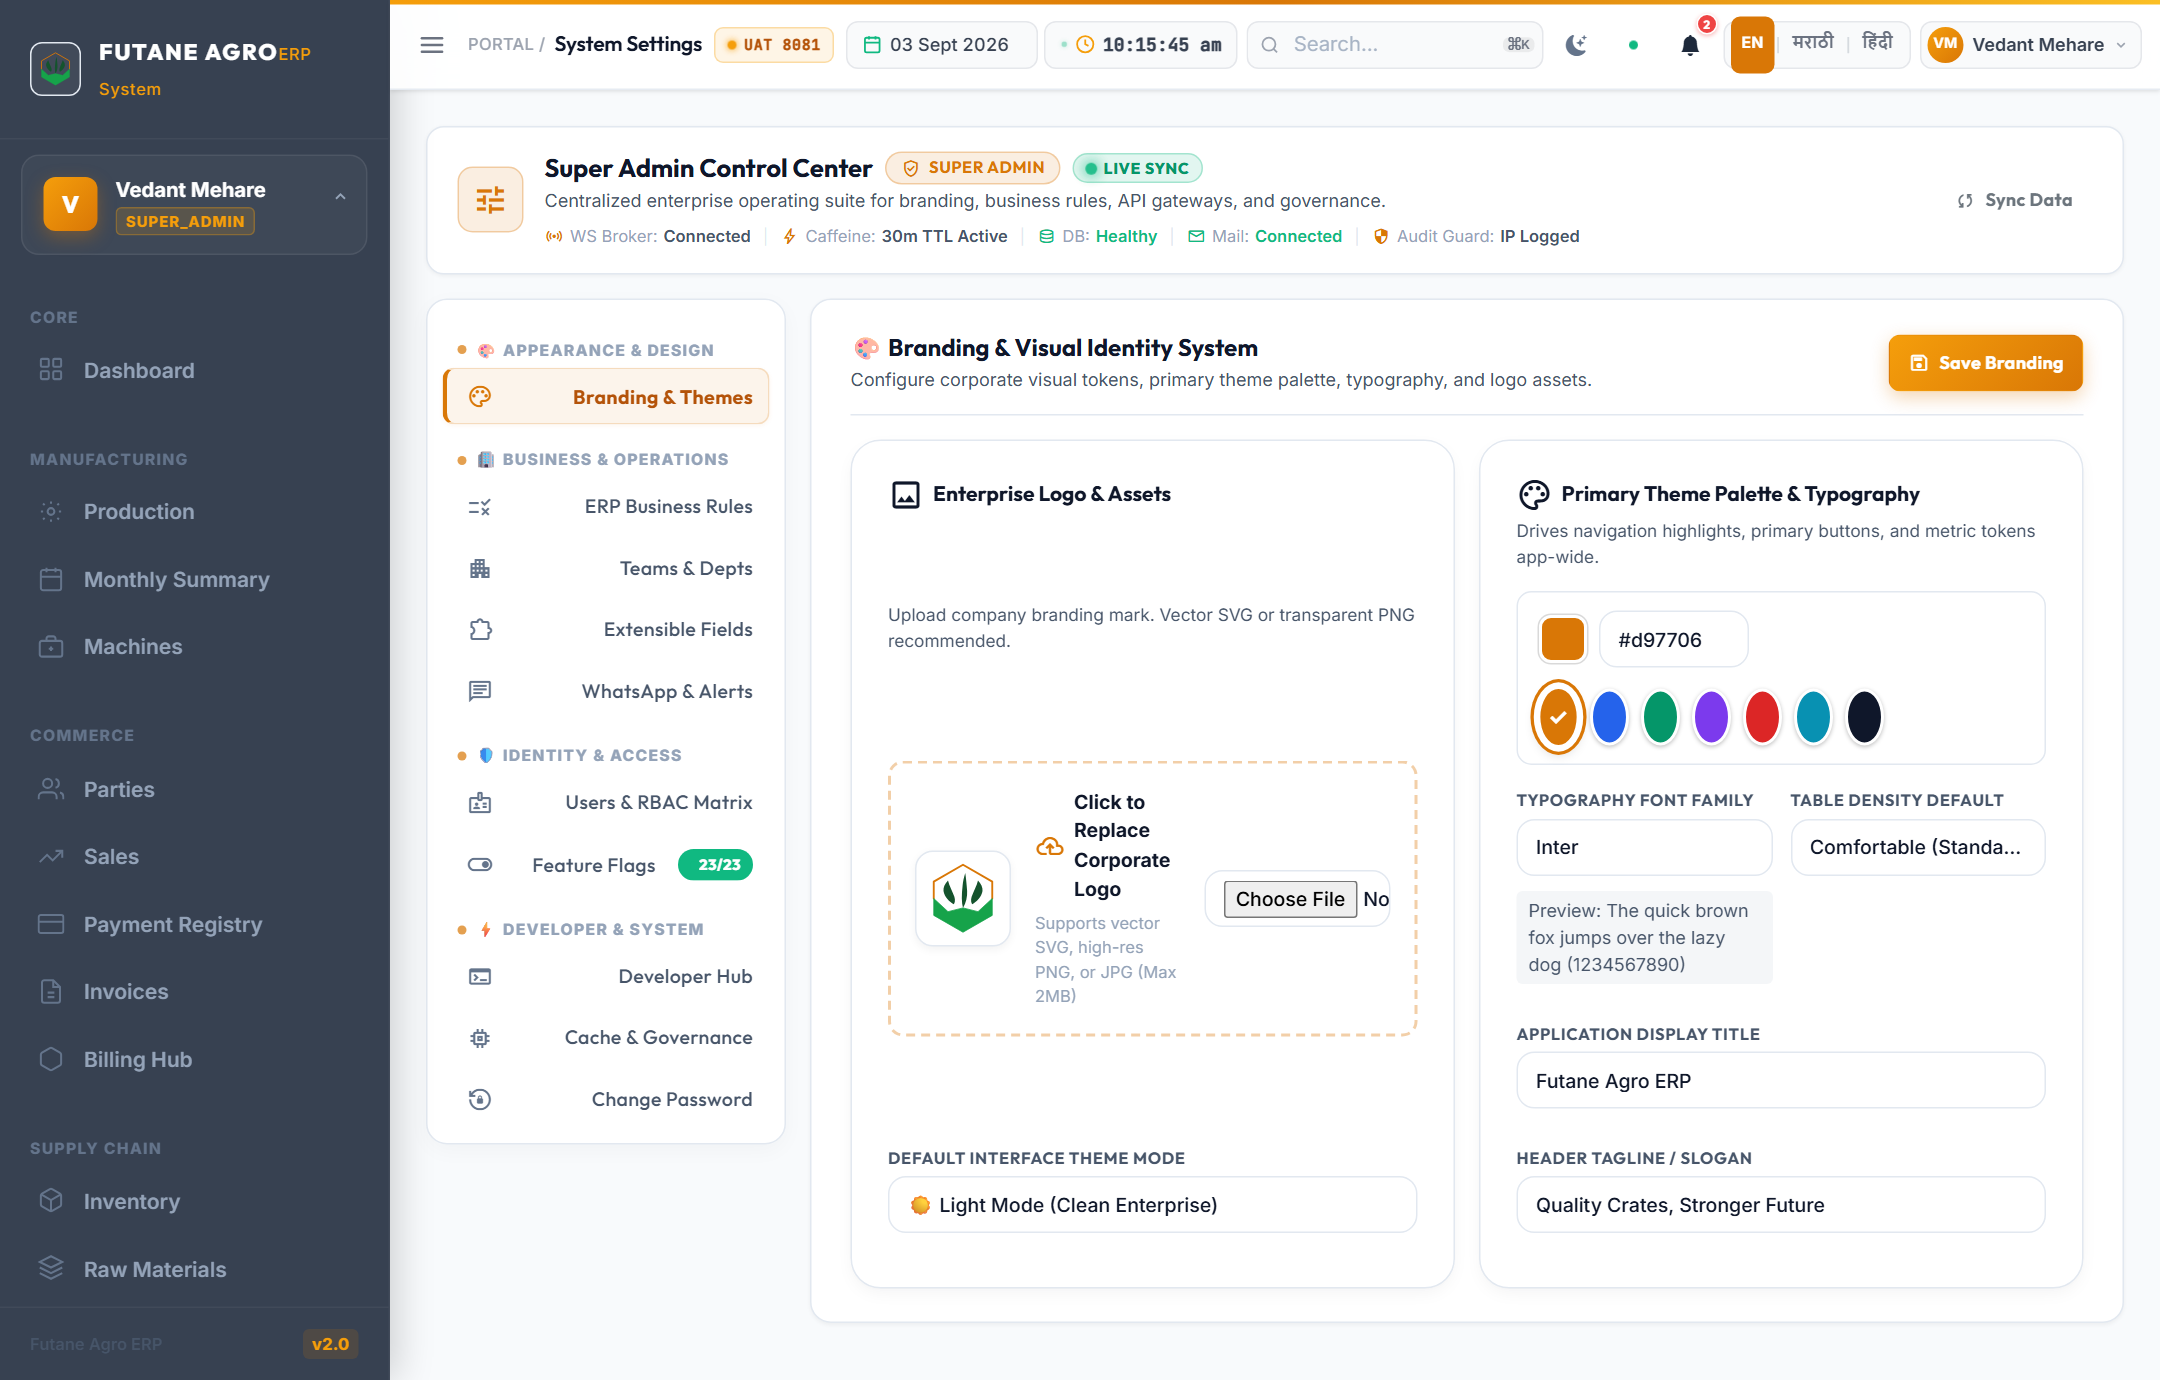 FUTANE AGRO ERP
System
Vedant Mehare
V
SUPER_ADMIN
CORE
Dashboard
MANUFACTURING
Production
Monthly Summary
Machines
COMMERCE
Parties
Sales
Payment Registry
Invoices
Billing Hub
SUPPLY CHAIN
Inventory
Raw Materials
Futane Agro ERP v2.0
PORTAL / System Settings UAT 8081 03 Sept 2026 10:15:45 am Search... ⌘K 2 EN मराठी हिंदी VM Vedant Mehare
Super Admin Control Center SUPER ADMIN LIVE SYNC
Centralized enterprise operating suite for branding, business rules, API gateways, and governance.
WS Broker: Connected Caffeine: 30m TTL Active DB: Healthy Mail: Connected Audit Guard: IP Logged
Sync Data
APPEARANCE & DESIGN
Branding & Themes
BUSINESS & OPERATIONS
ERP Business Rules
Teams & Depts
Extensible Fields
WhatsApp & Alerts
IDENTITY & ACCESS
Users & RBAC Matrix
Feature Flags 23/23
DEVELOPER & SYSTEM
Developer Hub
Cache & Governance
Change Password
Branding & Visual Identity System
Configure corporate visual tokens, primary theme palette, typography, and logo assets.
Save Branding
Enterprise Logo & Assets
Upload company branding mark. Vector SVG or transparent PNG
recommended.
Click to
Replace
Corporate
Logo
Supports vector
SVG, high-res
PNG, or JPG (Max
2MB)
Choose File No
DEFAULT INTERFACE THEME MODE
Light Mode (Clean Enterprise)
Primary Theme Palette & Typography
Drives navigation highlights, primary buttons, and metric tokens
app-wide.
#d97706
TYPOGRAPHY FONT FAMILY TABLE DENSITY DEFAULT
Inter Comfortable (Standa...
Preview: The quick brown
fox jumps over the lazy
dog (1234567890)
APPLICATION DISPLAY TITLE
Futane Agro ERP
HEADER TAGLINE / SLOGAN
Quality Crates, Stronger Future